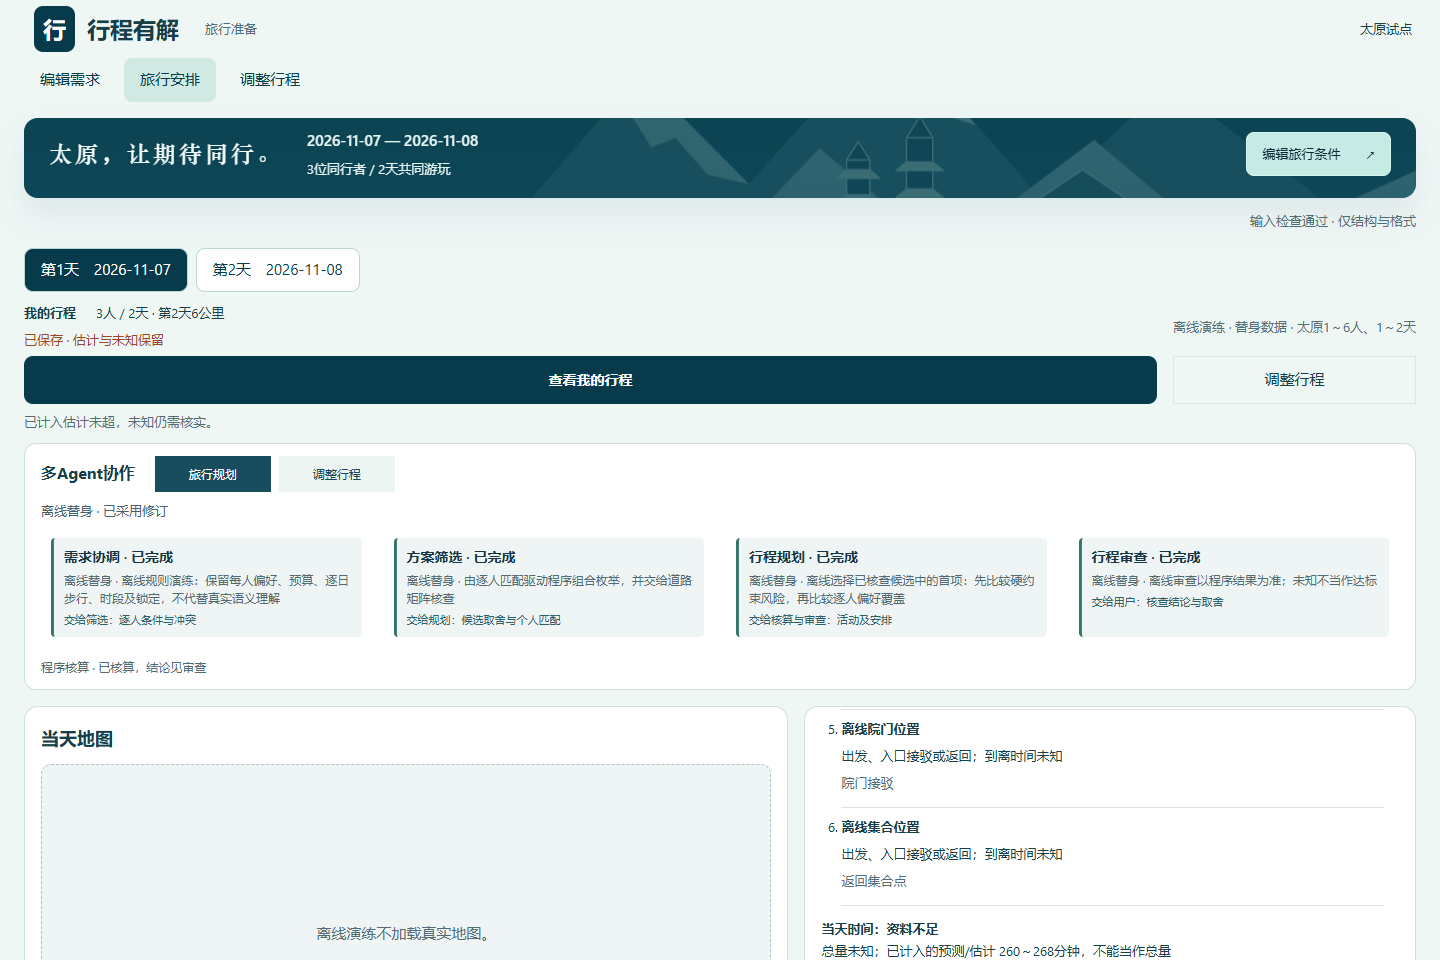 行 行程有解 旅行准备 太原试点
编辑需求 旅行安排 调整行程
太原，让期待同行。
2026-11-07 — 2026-11-08
3位同行者 / 2天共同游玩
编辑旅行条件 ↗
输入检查通过 · 仅结构与格式
第1天 2026-11-07 第2天 2026-11-08
我的行程 3人 / 2天 · 第2天6公里
已保存 · 估计与未知保留
离线演练 · 替身数据 · 太原1～6人、1～2天
查看我的行程 调整行程
已计入估计未超，未知仍需核实。
多Agent协作 旅行规划 调整行程
离线替身 · 已采用修订
需求协调 · 已完成
离线替身 · 离线规则演练：保留每人偏好、预算、逐日
步行、时段及锁定，不代替真实语义理解
交给筛选：逐人条件与冲突
方案筛选 · 已完成
离线替身 · 由逐人匹配驱动程序组合枚举，并交给道路
矩阵核查
交给规划：候选取舍与个人匹配
行程规划 · 已完成
离线替身 · 离线选择已核查候选中的首项：先比较硬约
束风险，再比较逐人偏好覆盖
交给核算与审查：活动及安排
行程审查 · 已完成
离线替身 · 离线审查以程序结果为准；未知不当作达标
交给用户：核查结论与取舍
程序核算 · 已核算，结论见审查
当天地图
离线演练不加载真实地图。
5. 离线院门位置
出发、入口接驳或返回；到离时间未知
院门接驳
6. 离线集合位置
出发、入口接驳或返回；到离时间未知
返回集合点
当天时间：资料不足
总量未知；已计入的预测/估计 260～268分钟，不能当作总量